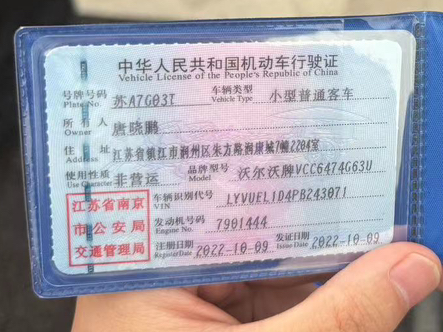 中华人民共和国机动车行驶证
Vehicle License of the People's Republic of China
号牌号码 Plate No. 苏A7G03T 车辆类型 Vehicle Type 小型普通客车
所有人 Owner 唐晓鹏
住址 Address 江苏省镇江市润州区朱方路润康城7幢2204室
使用性质 Use Character 非营运 品牌型号 Model 沃尔沃牌VCC6474G63U
车辆识别代号 VIN LYVUEL1D4PB243071
发动机号码 Engine No. 7901444
注册日期 Register Date 2022-10-09 发证日期 Issue Date 2022-10-09
江苏省南京
市公安局
交通管理局